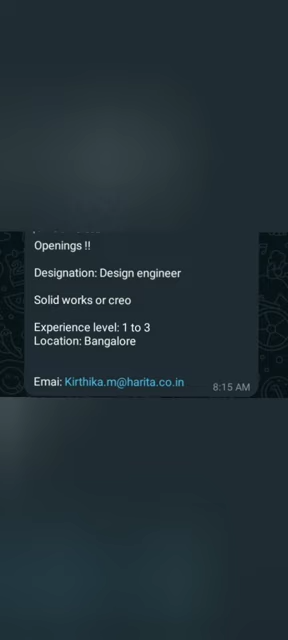 Openings !!
Designation: Design engineer
Solid works or creo
Experience level: 1 to 3
Location: Bangalore
Emai: Kirthika.m@harita.co.in
8:15 AM